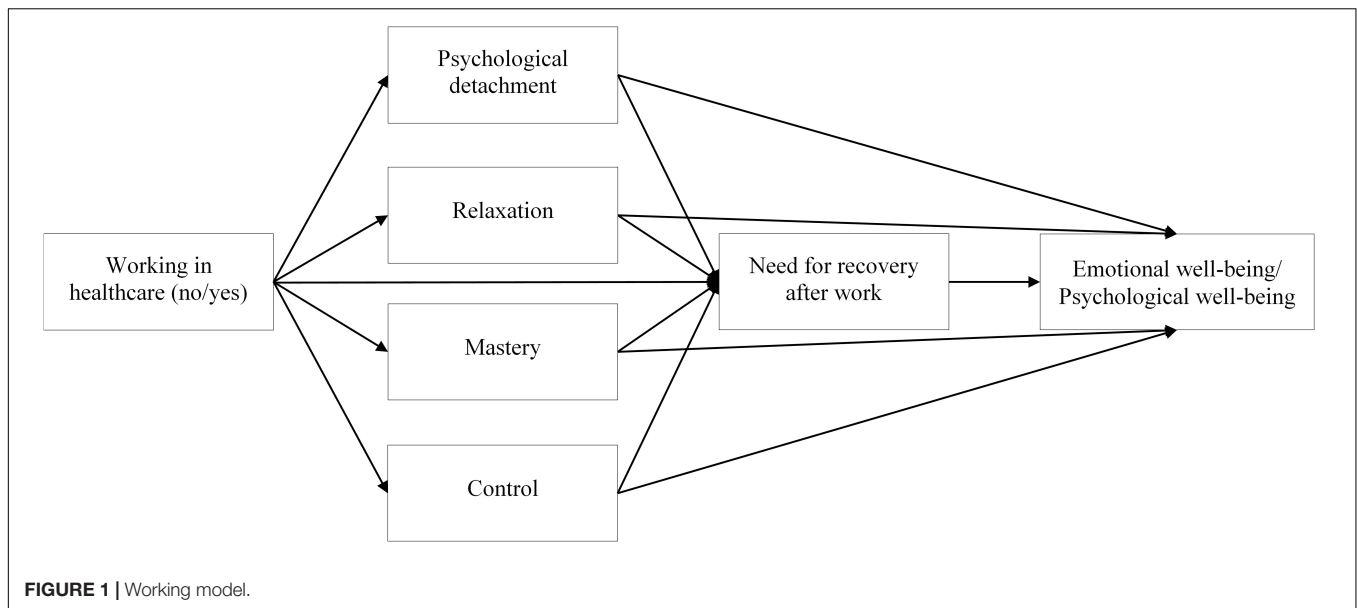 Psychological
detachment
Relaxation
Working in
healthcare (no/yes)
Need for recovery
after work
Emotional well-being/
Psychological well-being
Mastery
Control
FIGURE 1 | Working model.